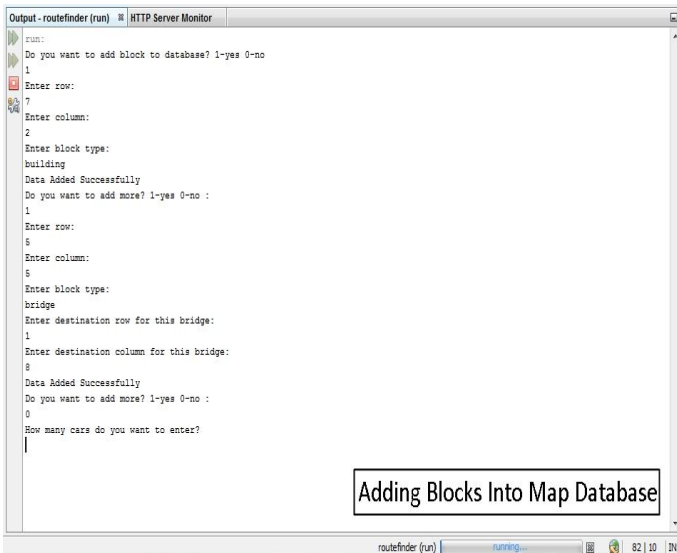 Output - routefinder (run) HTTP Server Monitor
run:
Do you want to add block to database? 1-yes 0-no
1
Enter row:
7
Enter column:
2
Enter block type:
building
Data Added Successfully
Do you want to add more? 1-yes 0-no :
1
Enter row:
5
Enter column:
5
Enter block type:
bridge
Enter destination row for this bridge:
1
Enter destination column for this bridge:
8
Data Added Successfully
Do you want to add more? 1-yes 0-no :
0
How many cars do you want to enter?
Adding Blocks Into Map Database
routefinder (run) running... 82 | 10 IN